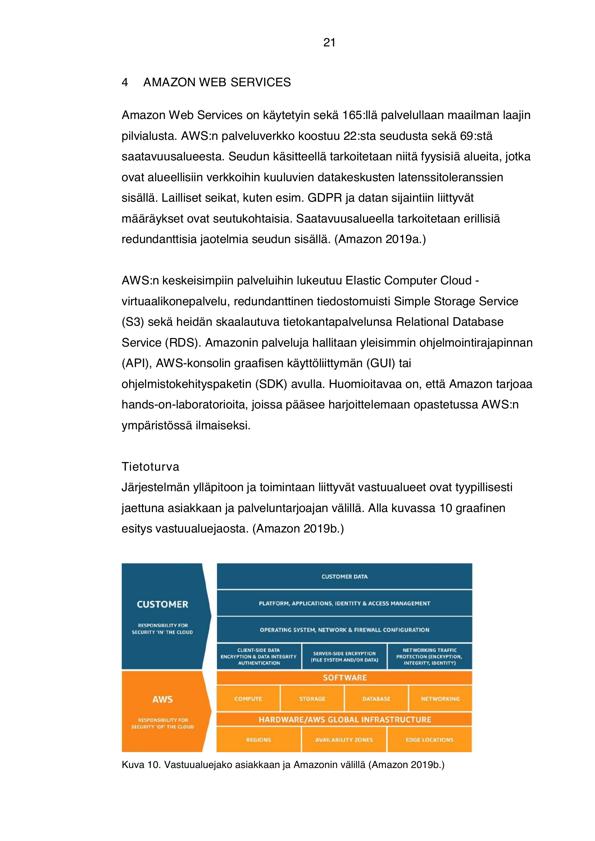 21
4 AMAZON WEB SERVICES
Amazon Web Services on käytetyin sekä 165:llä palvelullaan maailman laajin
pilvialusta. AWS:n palveluverkko koostuu 22:sta seudusta sekä 69:stä
saatavuusalueesta. Seudun käsitteellä tarkoitetaan niitä fyysisiä alueita, jotka
ovat alueellisiin verkkoihin kuuluvien datakeskusten latenssitoleranssien
sisällä. Lailliset seikat, kuten esim. GDPR ja datan sijaintiin liittyvät
määräykset ovat seutukohtaisia. Saatavuusalueella tarkoitetaan erillisiä
redundanttisia jaotelmia seudun sisällä. (Amazon 2019a.)
AWS:n keskeisimpiin palveluihin lukeutuu Elastic Computer Cloud -
virtuaalikonepalvelu, redundanttinen tiedostomuisti Simple Storage Service
(S3) sekä heidän skaalautuva tietokantapalvelunsa Relational Database
Service (RDS). Amazonin palveluja hallitaan yleisimmin ohjelmointirajapinnan
(API), AWS-konsolin graafisen käyttöliittymän (GUI) tai
ohjelmistokehityspaketin (SDK) avulla. Huomioitavaa on, että Amazon tarjoaa
hands-on-laboratorioita, joissa pääsee harjoittelemaan opastetussa AWS:n
ympäristössä ilmaiseksi.
Tietoturva
Järjestelmän ylläpitoon ja toimintaan liittyvät vastuualueet ovat tyypillisesti
jaettuna asiakkaan ja palveluntarjoajan välillä. Alla kuvassa 10 graafinen
esitys vastuualuejaosta. (Amazon 2019b.)
CUSTOMER
RESPONSIBILITY FOR
SECURITY 'IN' THE CLOUD
CUSTOMER DATA
PLATFORM, APPLICATIONS, IDENTITY & ACCESS MANAGEMENT
OPERATING SYSTEM, NETWORK & FIREWALL CONFIGURATION
CLIENT-SIDE DATA
ENCRYPTION & DATA INTEGRITY
AUTHENTICATION
SERVER-SIDE ENCRYPTION
(FILE SYSTEM AND/OR DATA)
NETWORKING TRAFFIC
PROTECTION (ENCRYPTION,
INTEGRITY, IDENTITY)
AWS
RESPONSIBILITY FOR
SECURITY 'OF' THE CLOUD
SOFTWARE
COMPUTE STORAGE DATABASE NETWORKING
HARDWARE/AWS GLOBAL INFRASTRUCTURE
REGIONS AVAILABILITY ZONES EDGE LOCATIONS
Kuva 10. Vastuualuejako asiakkaan ja Amazonin välillä (Amazon 2019b.)